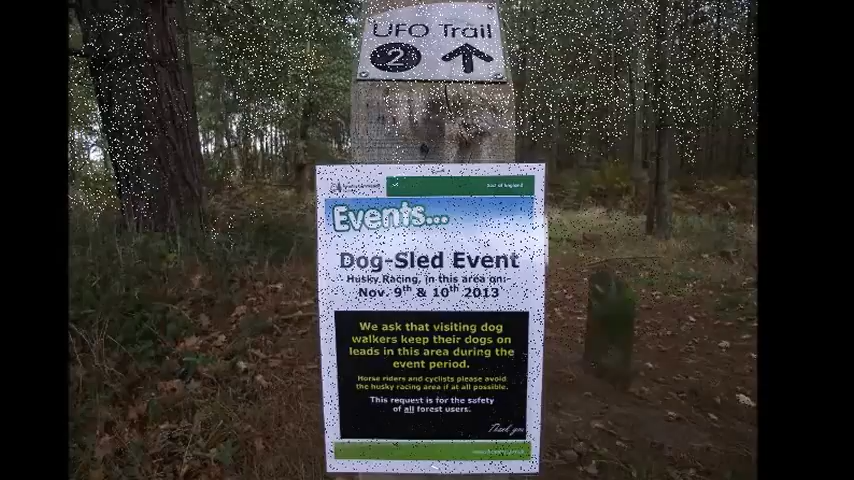 UFO Trail
2
East of England
Events...
Dog-Sled Event
Husky Racing, in this area on:
Nov. 9th & 10th 2013
We ask that visiting dog
walkers keep their dogs on
leads in this area during the
event period.
Horse riders and cyclists please avoid
the husky racing area if at all possible.
This request is for the safety
of all forest users.
Thank you